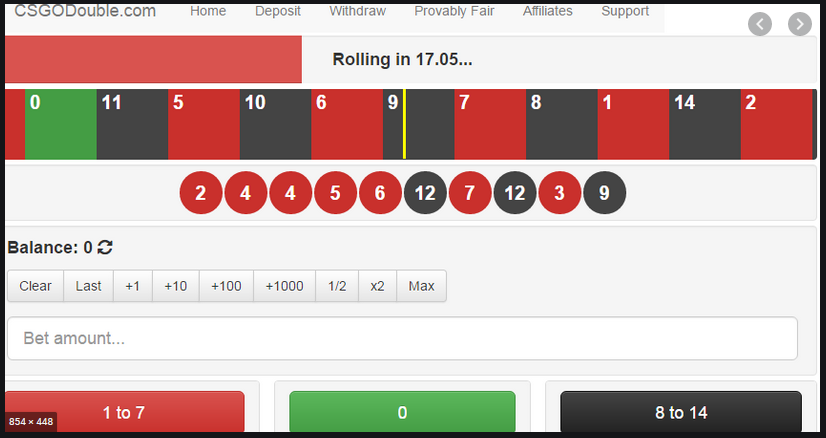 CSGODouble.com Home Deposit Withdraw Provably Fair Affiliates Support
Rolling in 17.05...
0 11 5 10 6 9 7 8 1 14 2
2 4 4 5 6 12 7 12 3 9
Balance: 0
Clear Last +1 +10 +100 +1000 1/2 x2 Max
Bet amount...
1 to 7 0 8 to 14
854 × 448